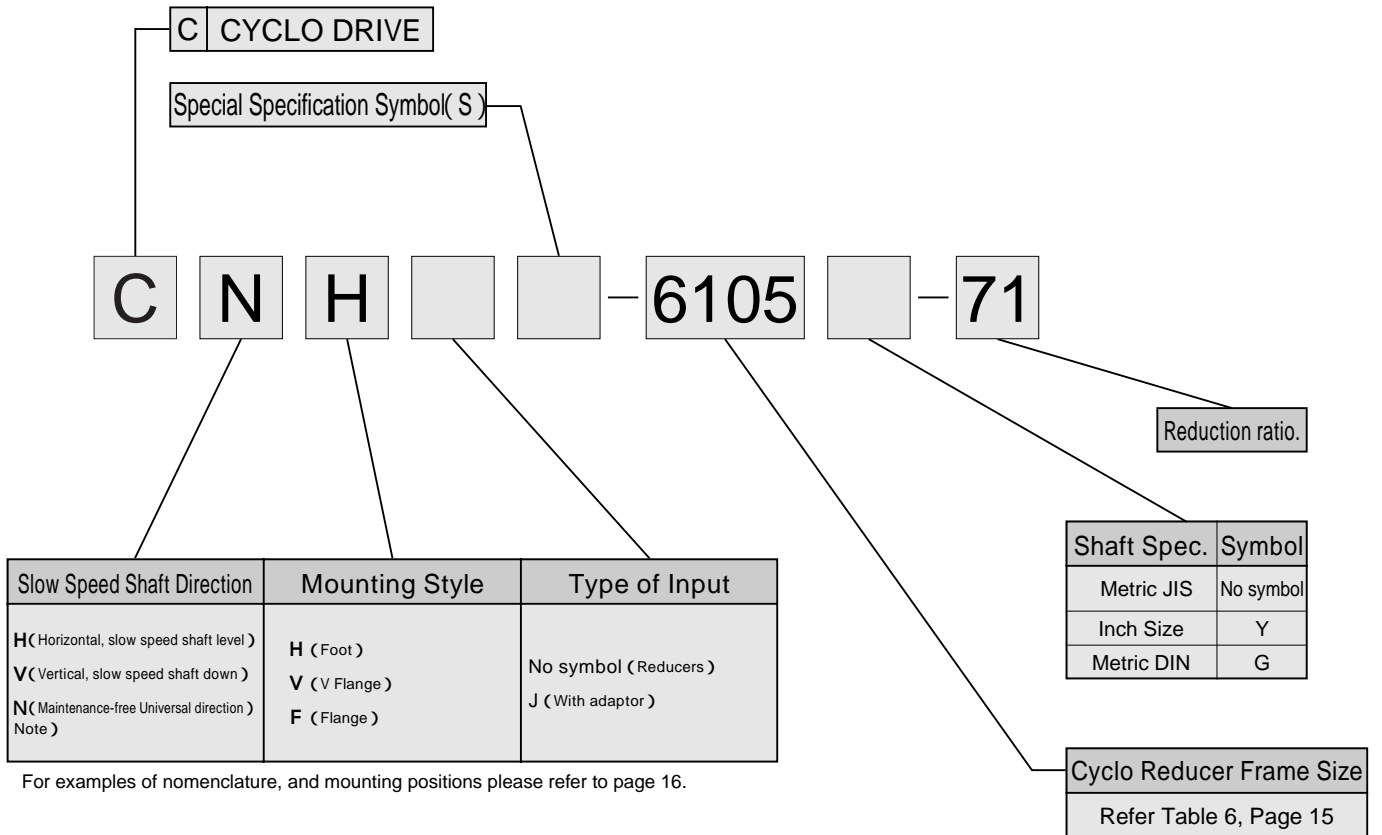 C CYCLO DRIVE
Special Specification Symbol( S )
C N H – 6105 – 71
Reduction ratio.
Shaft Spec. Symbol
Metric JIS No symbol
Inch Size Y
Metric DIN G
Slow Speed Shaft Direction Mounting Style Type of Input
H( Horizontal, slow speed shaft level )
V( Vertical, slow speed shaft down )
N( Maintenance-free Universal direction )
Note )
H ( Foot )
V ( V Flange )
F ( Flange )
No symbol ( Reducers )
J ( With adaptor )
For examples of nomenclature, and mounting positions please refer to page 16.
Cyclo Reducer Frame Size
Refer Table 6, Page 15